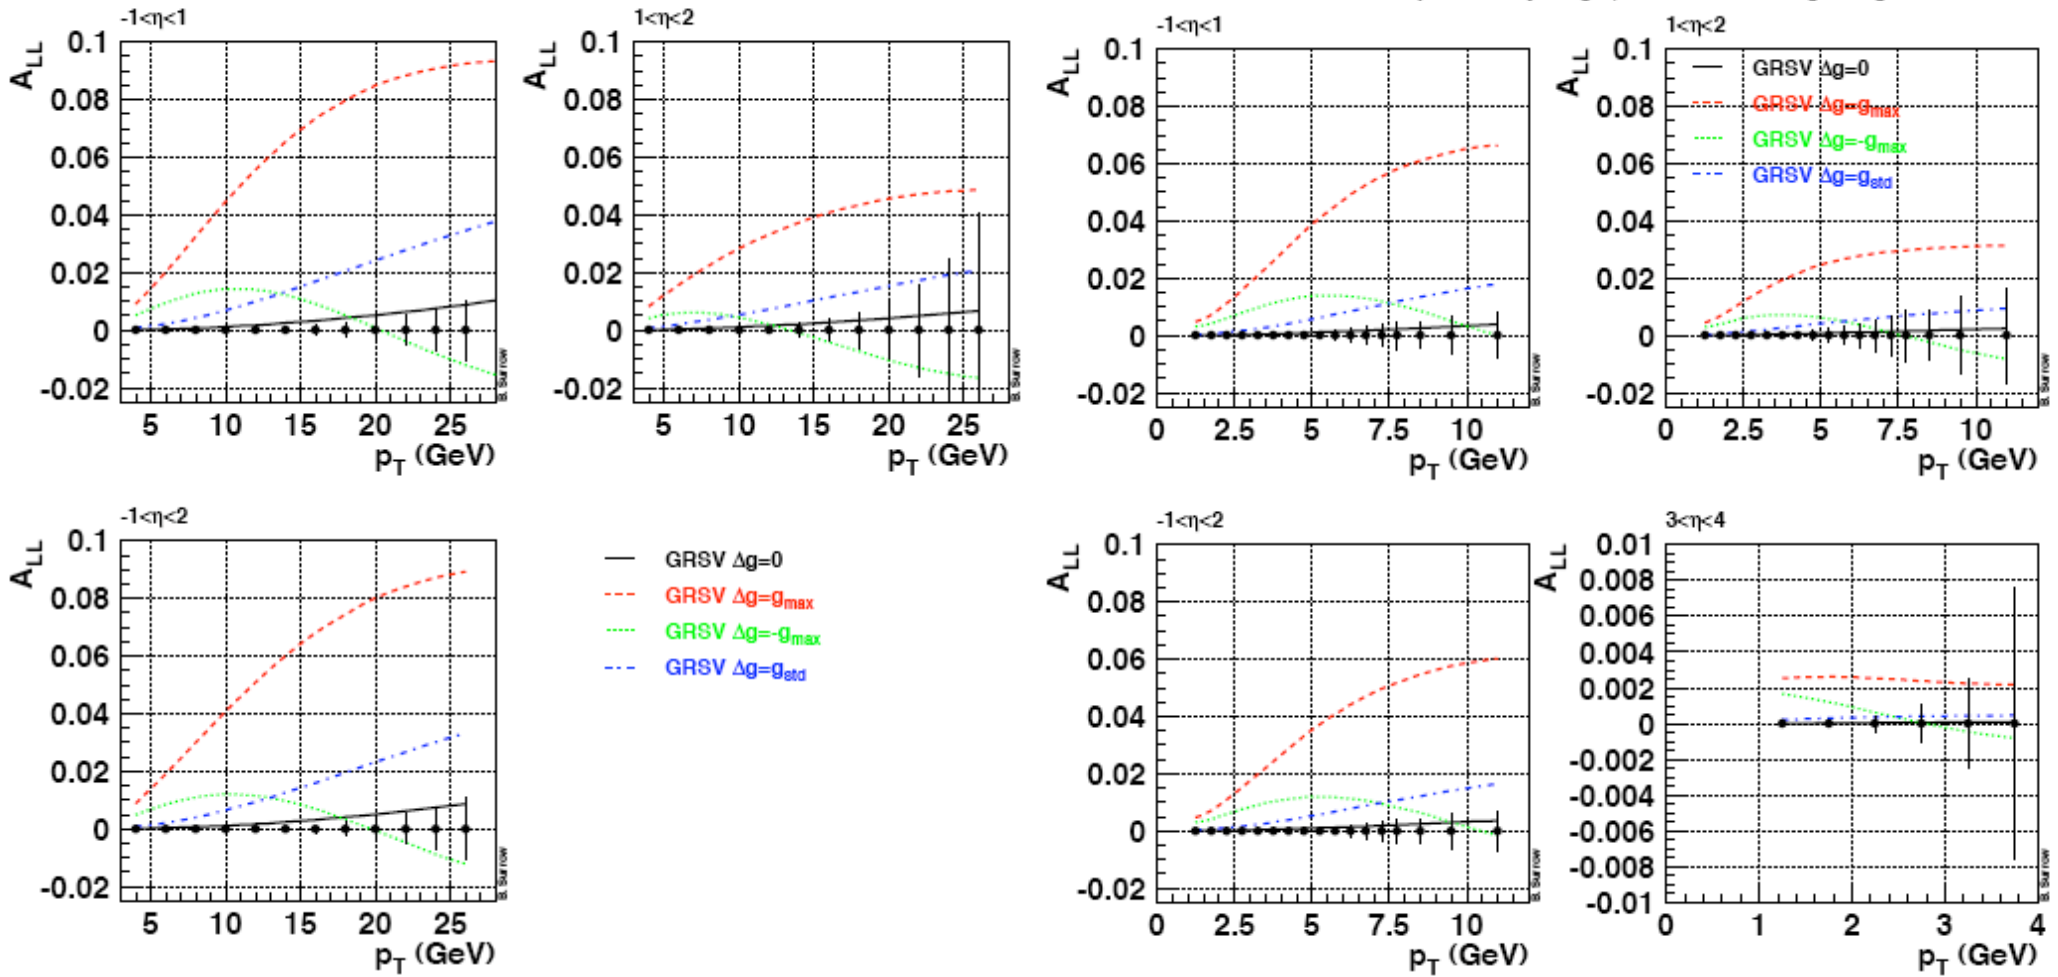 -1<η<1
A_LL
0.1
0.08
0.06
0.04
0.02
0
-0.02
5 10 15 20 25
p_T (GeV)
B. Surrow
1<η<2
A_LL
0.1
0.08
0.06
0.04
0.02
0
-0.02
5 10 15 20 25
p_T (GeV)
B. Surrow
-1<η<1
A_LL
0.1
0.08
0.06
0.04
0.02
0
-0.02
0 2.5 5 7.5 10
p_T (GeV)
B. Surrow
1<η<2
A_LL
0.1
0.08
0.06
0.04
0.02
0
-0.02
GRSV Δg=0
GRSV Δg=g_max
GRSV Δg=-g_max
GRSV Δg=g_std
0 2.5 5 7.5 10
p_T (GeV)
B. Surrow
-1<η<2
A_LL
0.1
0.08
0.06
0.04
0.02
0
-0.02
5 10 15 20 25
p_T (GeV)
B. Surrow
GRSV Δg=0
GRSV Δg=g_max
GRSV Δg=-g_max
GRSV Δg=g_std
-1<η<2
A_LL
0.1
0.08
0.06
0.04
0.02
0
-0.02
0 2.5 5 7.5 10
p_T (GeV)
B. Surrow
3<η<4
A_LL
0.01
0.008
0.006
0.004
0.002
0
-0.002
-0.004
-0.006
-0.008
-0.01
0 1 2 3 4
p_T (GeV)
B. Surrow